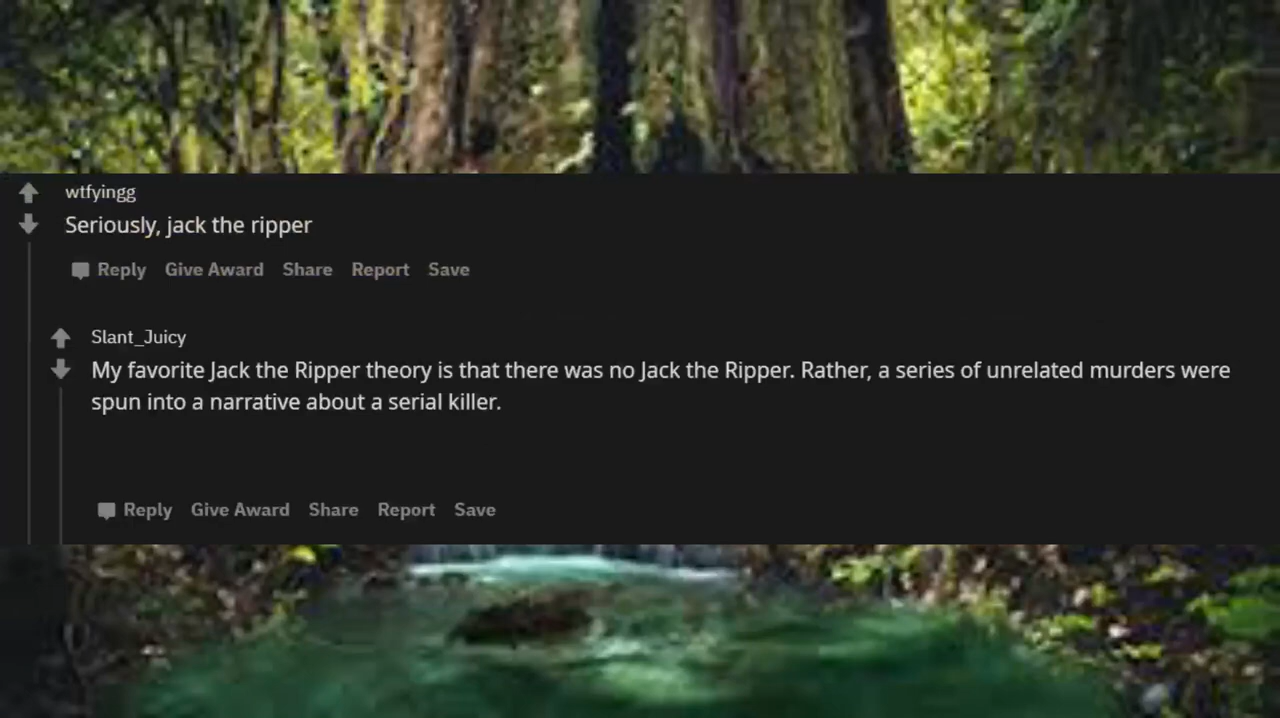 wtfyingg
Seriously, jack the ripper
Reply Give Award Share Report Save
Slant_Juicy
My favorite Jack the Ripper theory is that there was no Jack the Ripper. Rather, a series of unrelated murders were
spun into a narrative about a serial killer.
Reply Give Award Share Report Save